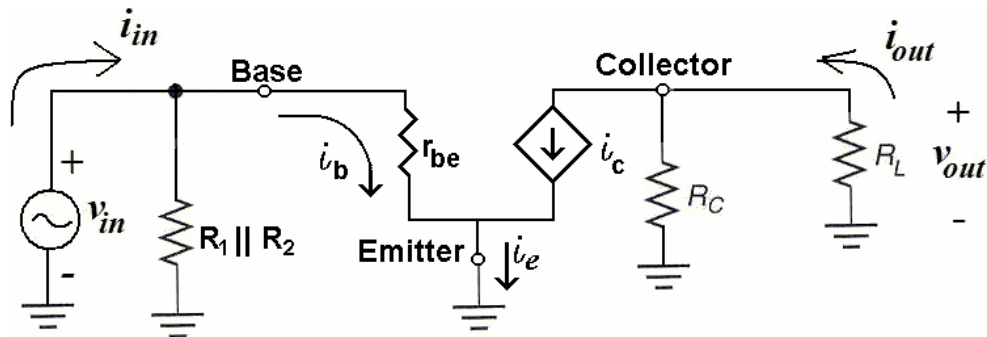 i_in
Base
Collector
i_out
+
+
v_in
-
R_1 || R_2
i_b
r_be
Emitter
i_e
i_c
R_C
R_L
+
v_out
-